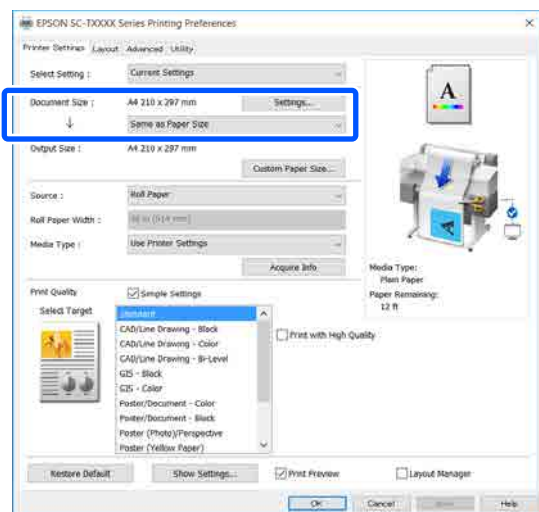 EPSON SC-TXXXX Series Printing Preferences
Printer Settings Layout Advanced Utility
Select Setting : Current Settings
Document Size : A4 210 x 297 mm Settings...
↓ Same as Paper Size
Output Size : A4 210 x 297 mm
Custom Paper Size...
Source : Roll Paper
Roll Paper Width :
Media Type : Use Printer Settings
Acquire Info
A
Media Type:
Plain Paper
Paper Remaining:
12 ft
Print Quality Simple Settings
Select Target
Standard
CAD/Line Drawing - Black
CAD/Line Drawing - Color
CAD/Line Drawing - Bi-Level
GIS - Black
GIS - Color
Poster/Document - Color
Poster/Document - Black
Poster (Photo)/Perspective
Poster (Yellow Paper)
Print with High Quality
Restore Default Show Settings... Print Preview Layout Manager
OK Cancel Help